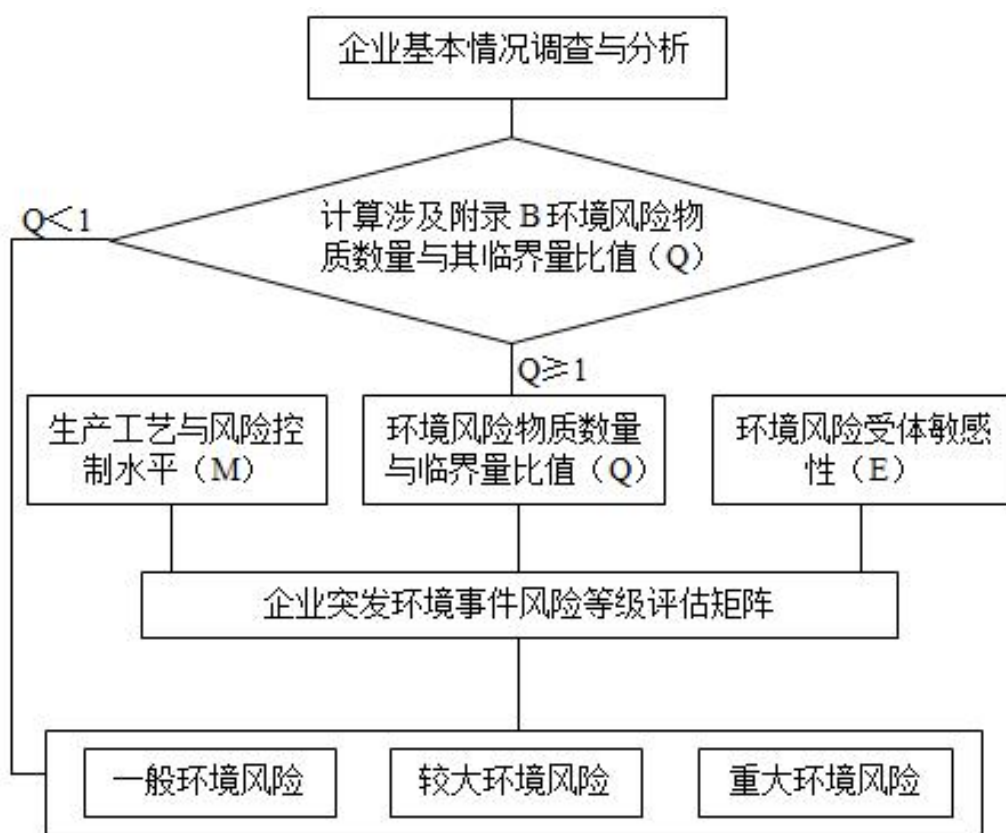 企业基本情况调查与分析
Q＜1
计算涉及附录 B 环境风险物
质数量与其临界量比值（Q）
Q≥1
生产工艺与风险控
制水平（M）
环境风险物质数量
与临界量比值（Q）
环境风险受体敏感
性（E）
企业突发环境事件风险等级评估矩阵
一般环境风险
较大环境风险
重大环境风险